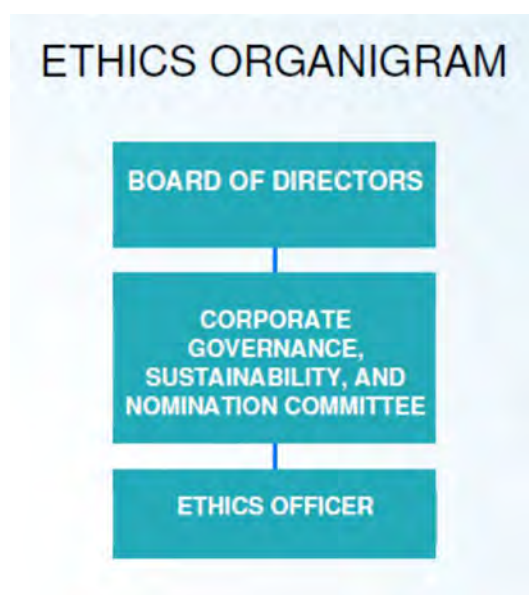 ETHICS ORGANIGRAM
BOARD OF DIRECTORS
CORPORATE
GOVERNANCE,
SUSTAINABILITY, AND
NOMINATION COMMITTEE
ETHICS OFFICER